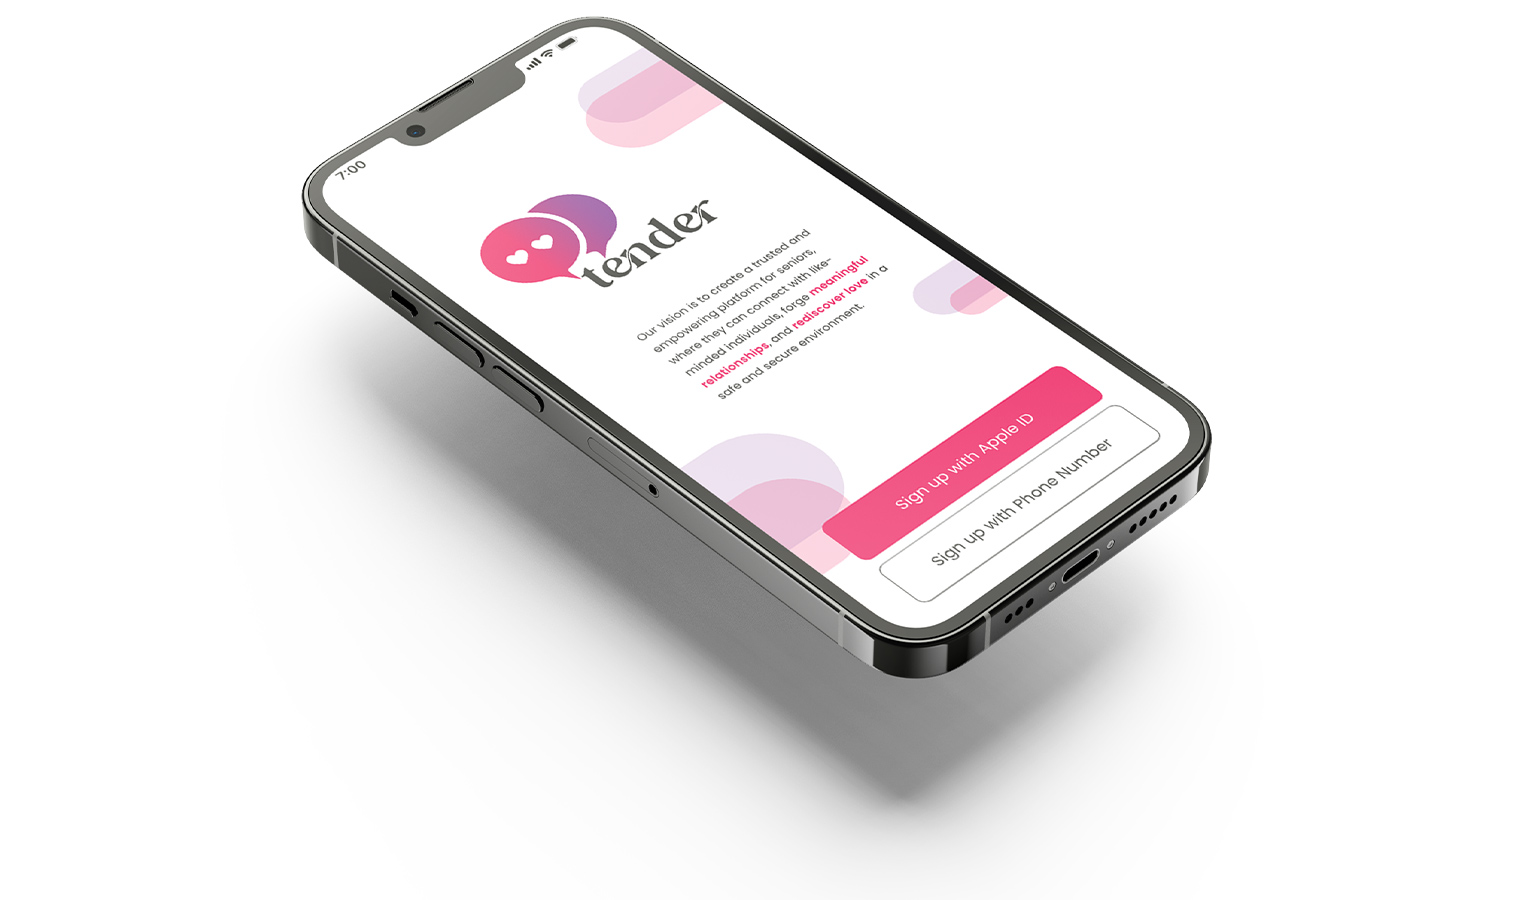 7:00
tender
Our vision is to create a trusted and
empowering platform for seniors,
where they can connect with like-
minded individuals, forge meaningful
relationships, and rediscover love in a
safe and secure environment.
Sign up with Apple ID
Sign up with Phone Number